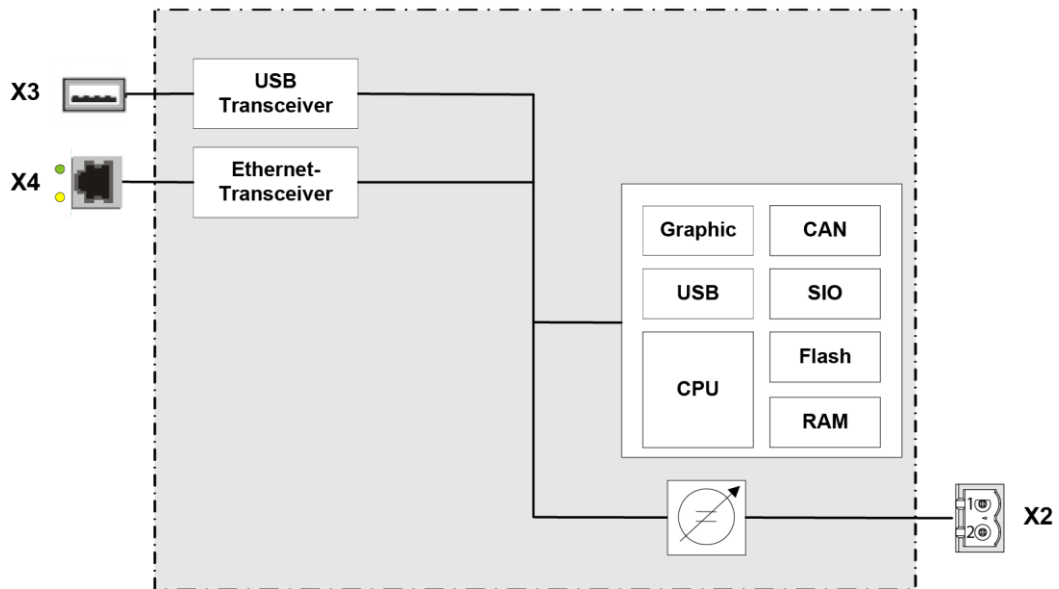 X3
USB
Transceiver
X4
Ethernet-
Transceiver
Graphic
CAN
USB
SIO
CPU
Flash
RAM
1
2
X2